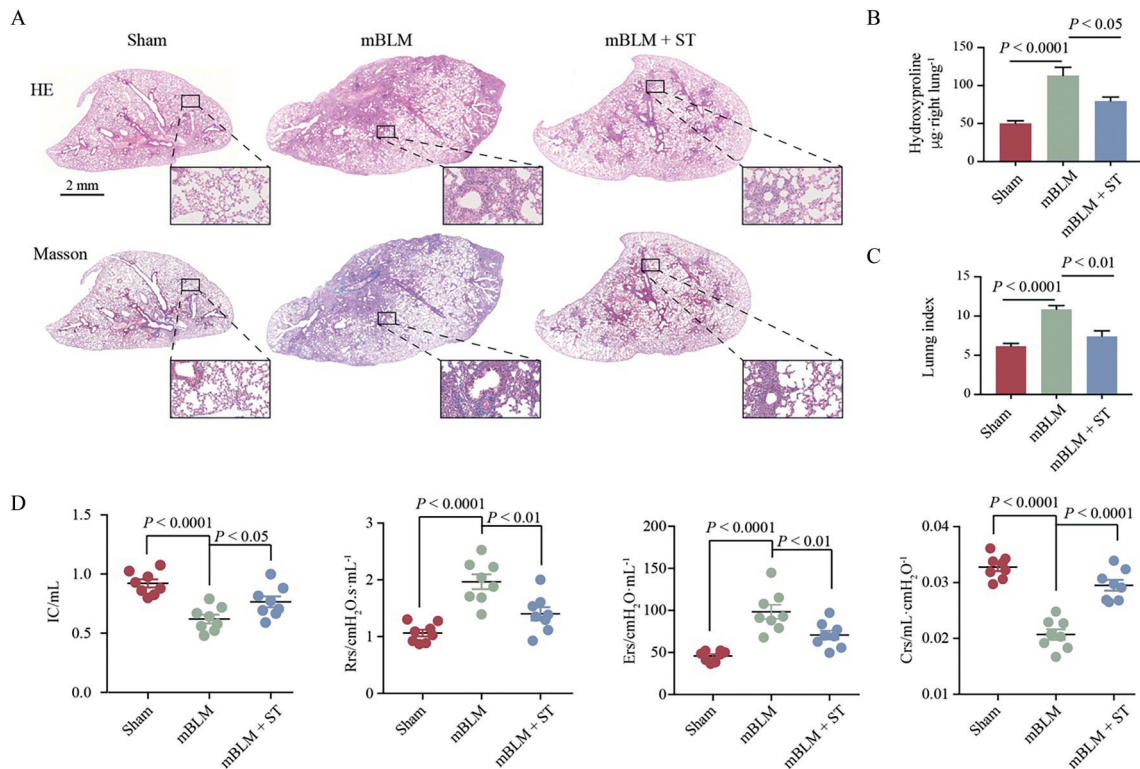 A
Sham
mBLM
mBLM + ST
HE
2 mm
Masson
B
P < 0.05
P < 0.0001
Hydroxyproline
μg·right lung⁻¹
150
100
50
0
Sham
mBLM
mBLM + ST
C
P < 0.01
P < 0.0001
Lunng index
15
10
5
0
Sham
mBLM
mBLM + ST
D
P < 0.0001
P < 0.05
IC/mL
1.5
1.0
0.5
0.0
Sham
mBLM
mBLM + ST
P < 0.0001
P < 0.01
Rrs/cmH₂O.s·mL⁻¹
3
2
1
0
Sham
mBLM
mBLM + ST
P < 0.0001
P < 0.01
Ers/cmH₂O·mL⁻¹
200
150
100
50
0
Sham
mBLM
mBLM + ST
P < 0.0001
P < 0.0001
Crs/mL·cmH₂O⁻¹
0.04
0.03
0.02
0.01
Sham
mBLM
mBLM + ST